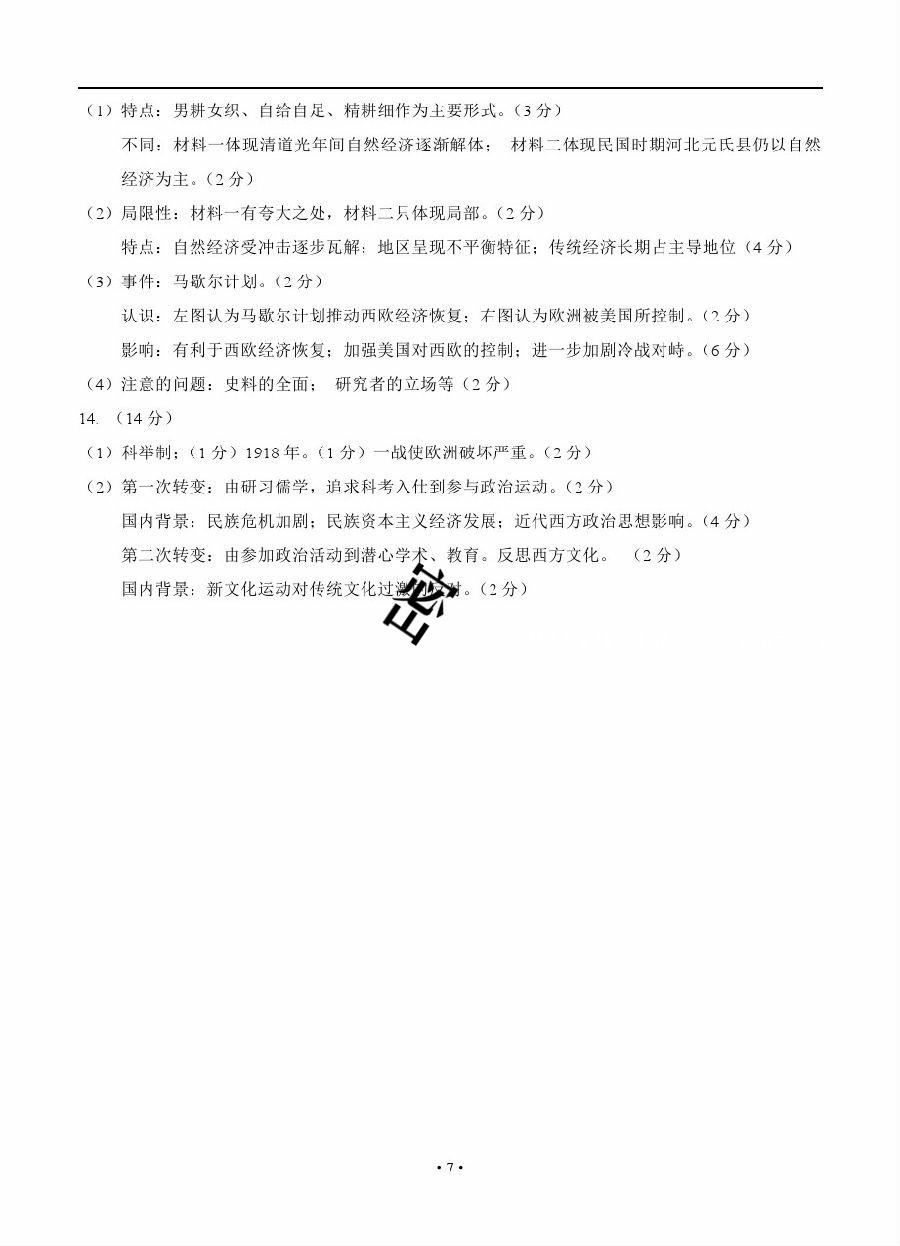 （1）特点：男耕女织、自给自足、精耕细作为主要形式。（3分）
不同：材料一体现清道光年间自然经济逐渐解体； 材料二体现民国时期河北元氏县仍以自然
经济为主。（2分）
（2）局限性：材料一有夸大之处，材料二只体现局部。（2分）
特点：自然经济受冲击逐步瓦解；地区呈现不平衡特征；传统经济长期占主导地位（4分）
（3）事件：马歇尔计划。（2分）
认识：左图认为马歇尔计划推动西欧经济恢复；右图认为欧洲被美国所控制。（2分）
影响：有利于西欧经济恢复；加强美国对西欧的控制；进一步加剧冷战对峙。（6分）
（4）注意的问题：史料的全面； 研究者的立场等（2分）
14. （14分）
（1）科举制；（1分）1918年。（1分）一战使欧洲破坏严重。（2分）
（2）第一次转变：由研习儒学，追求科考入仕到参与政治运动。（2分）
国内背景：民族危机加剧；民族资本主义经济发展；近代西方政治思想影响。（4分）
第二次转变：由参加政治活动到潜心学术、教育。反思西方文化。 （2分）
国内背景：新文化运动对传统文化过激的反对。（2分）
密
•7•